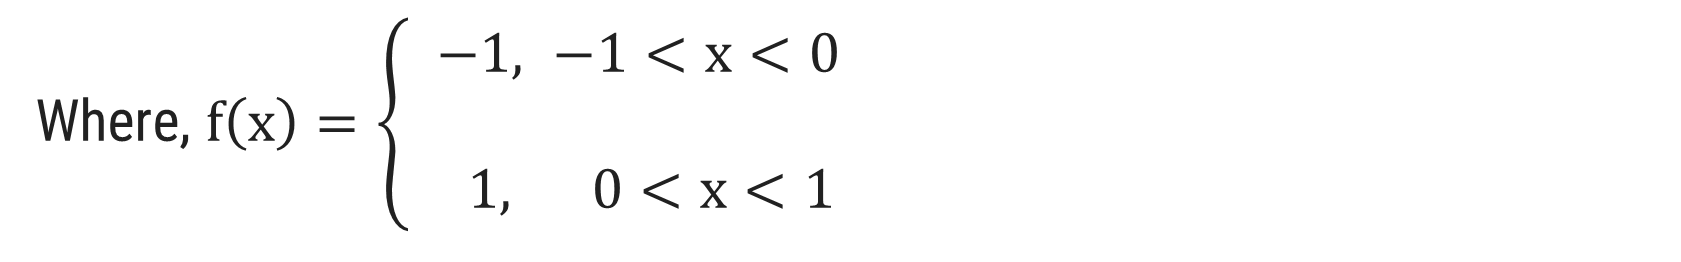 −1, −1 < x < 0
Where, f(x) = {
1, 0 < x < 1